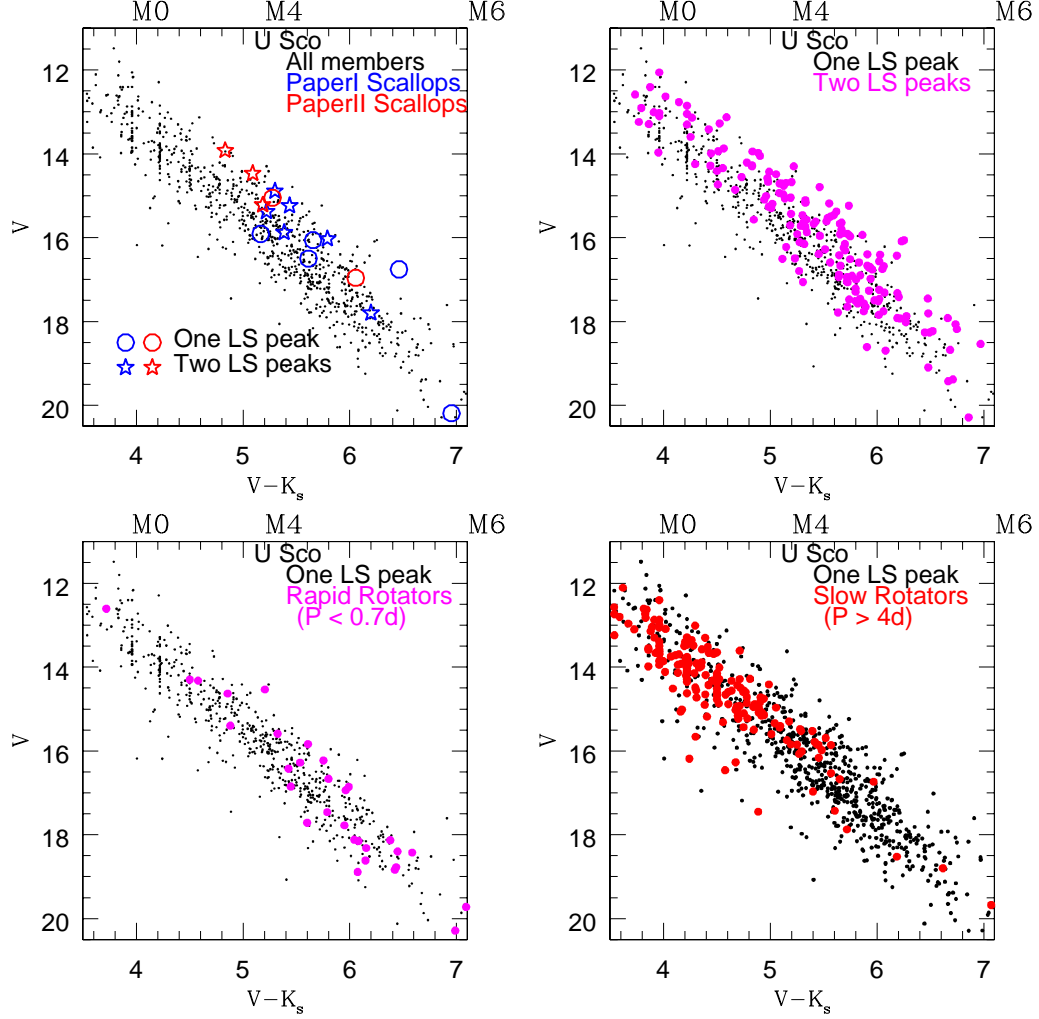 M0 M4 M6
U Sco
All members
PaperI Scallops
PaperII Scallops
One LS peak
Two LS peaks
12
14
16
18
20
V
4 5 6 7
V−Ks
M0 M4 M6
U Sco
One LS peak
Two LS peaks
12
14
16
18
20
V
4 5 6 7
V−Ks
M0 M4 M6
U Sco
One LS peak
Rapid Rotators
(P < 0.7d)
12
14
16
18
20
V
4 5 6 7
V−Ks
M0 M4 M6
U Sco
One LS peak
Slow Rotators
(P > 4d)
12
14
16
18
20
V
4 5 6 7
V−Ks